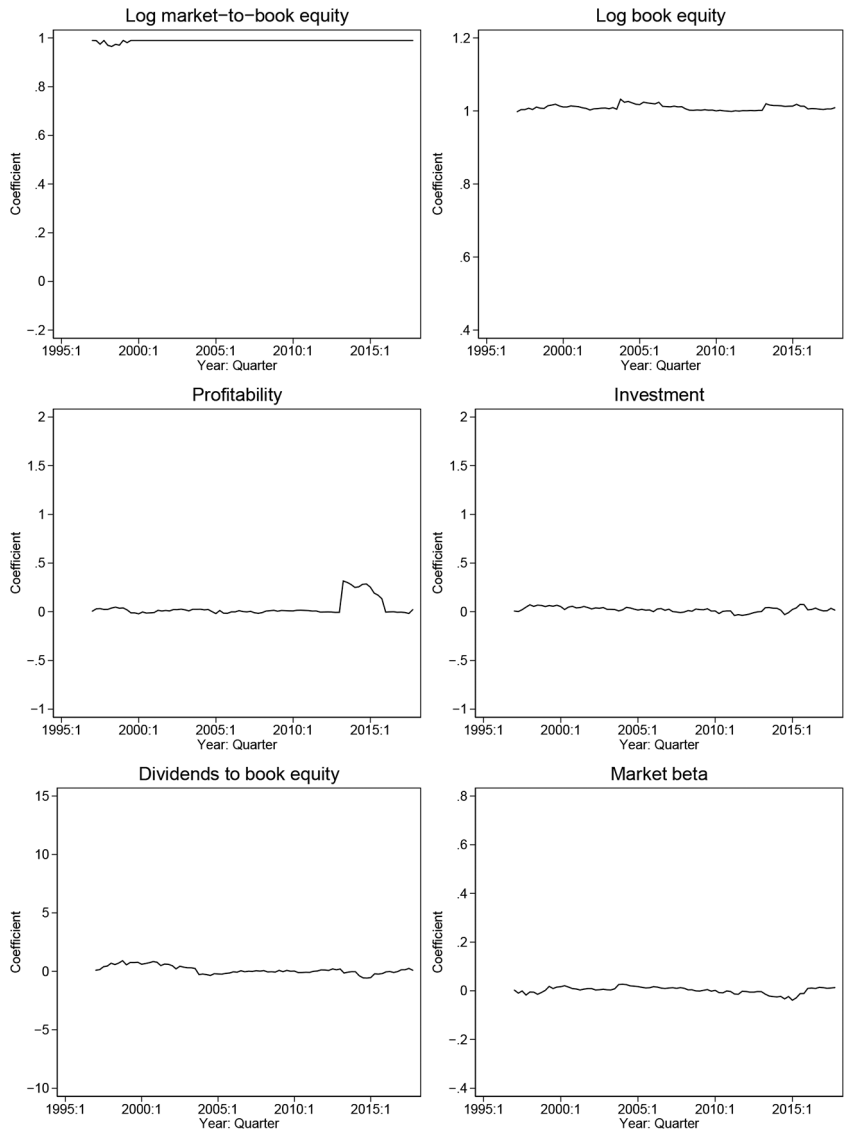 Log market−to−book equity
1
.8
.6
.4
.2
0
−.2
Coefficient
1995:1 2000:1 2005:1 2010:1 2015:1
Year: Quarter
Log book equity
1.2
1
.8
.6
.4
Coefficient
1995:1 2000:1 2005:1 2010:1 2015:1
Year: Quarter
Profitability
2
1.5
1
.5
0
−.5
−1
Coefficient
1995:1 2000:1 2005:1 2010:1 2015:1
Year: Quarter
Investment
2
1.5
1
.5
0
−.5
−1
Coefficient
1995:1 2000:1 2005:1 2010:1 2015:1
Year: Quarter
Dividends to book equity
15
10
5
0
−5
−10
Coefficient
1995:1 2000:1 2005:1 2010:1 2015:1
Year: Quarter
Market beta
.8
.6
.4
.2
0
−.2
−.4
Coefficient
1995:1 2000:1 2005:1 2010:1 2015:1
Year: Quarter